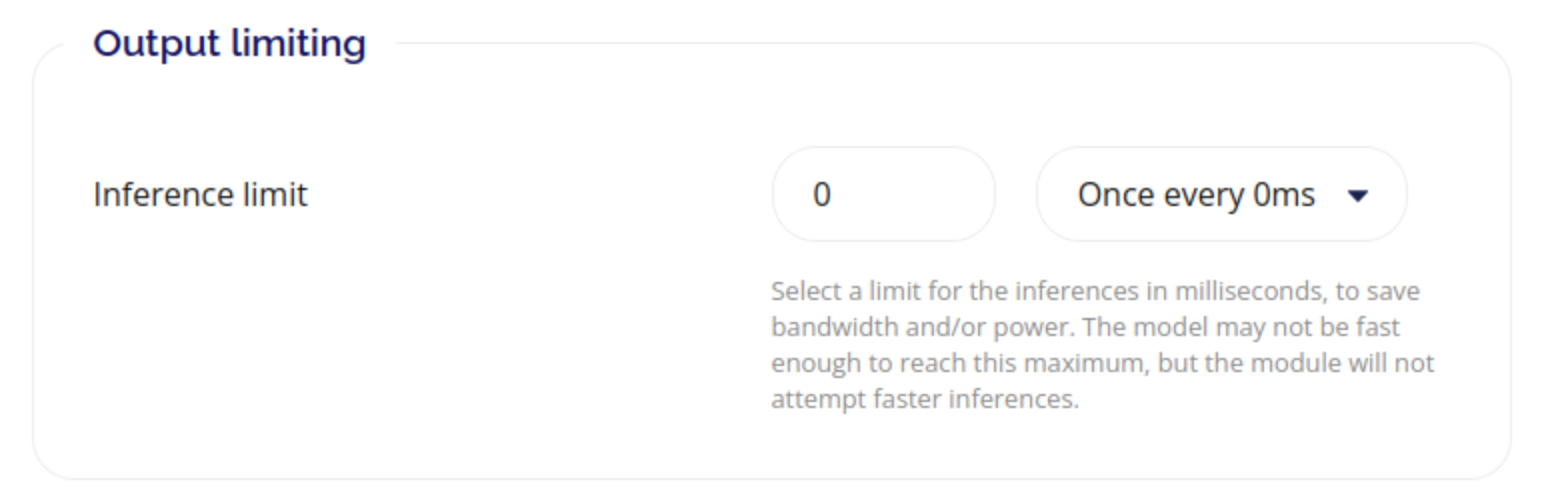 Output limiting
Inference limit
0
Once every 0ms
Select a limit for the inferences in milliseconds, to save
bandwidth and/or power. The model may not be fast
enough to reach this maximum, but the module will not
attempt faster inferences.